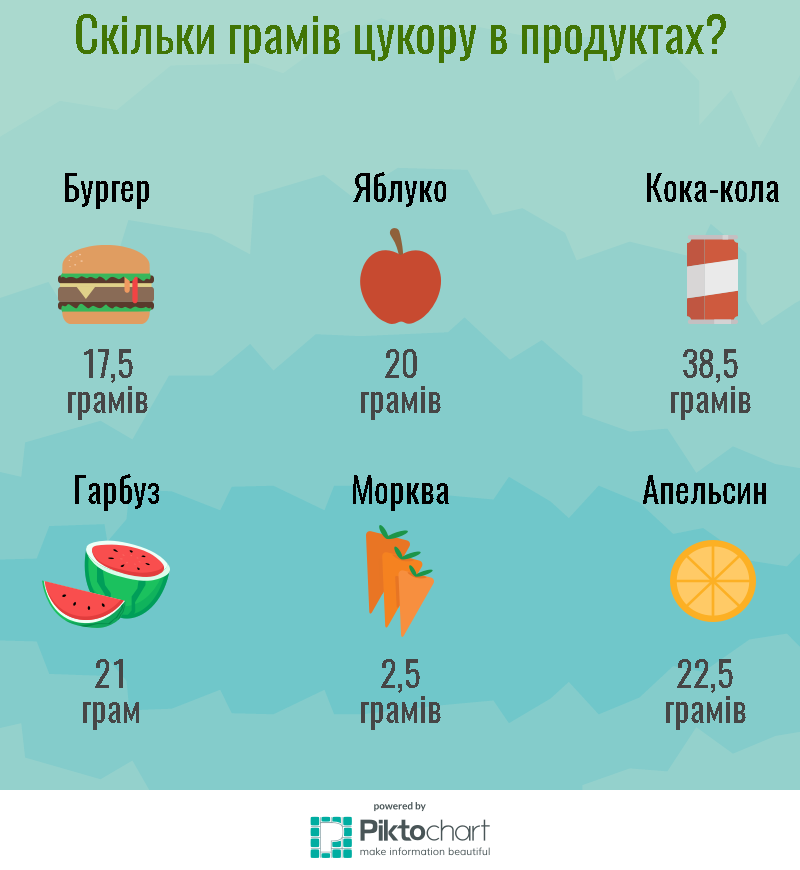 Скільки грамів цукору в продуктах?
Бургер
Яблуко
Кока-кола
17,5
грамів
20
грамів
38,5
грамів
Гарбуз
Морква
Апельсин
21
грам
2,5
грамів
22,5
грамів
powered by
Piktochart
make information beautiful